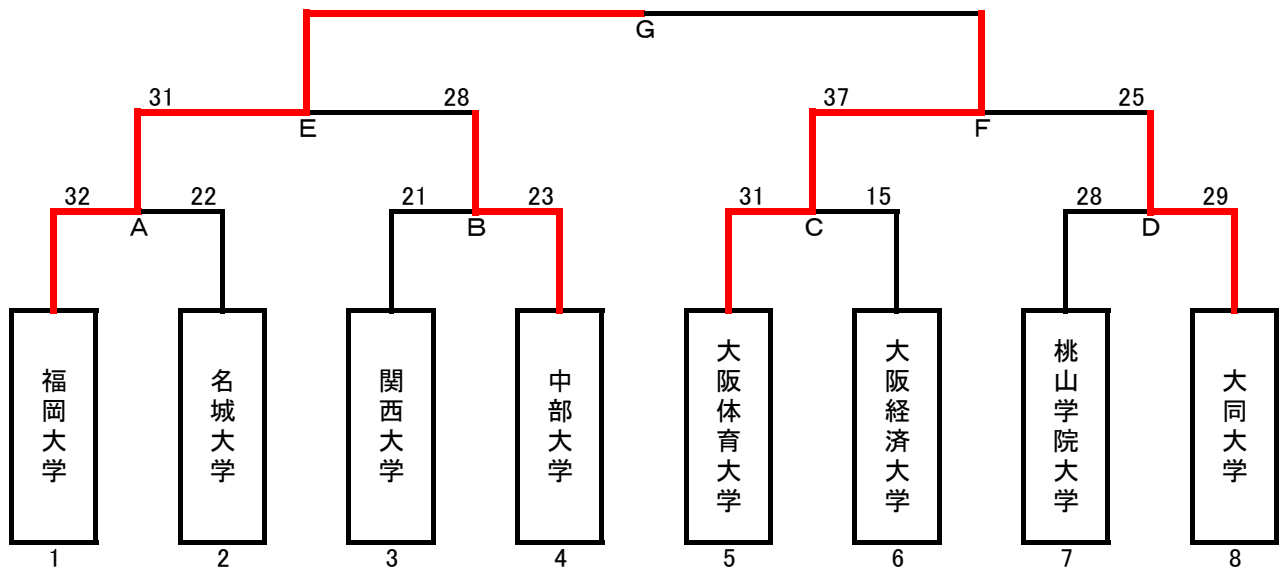 G
31 28 37 25
E F
32 22 21 23 31 15 28 29
A B C D
福岡大学
名城大学
関西大学
中部大学
大阪体育大学
大阪経済大学
桃山学院大学
大同大学
1 2 3 4 5 6 7 8